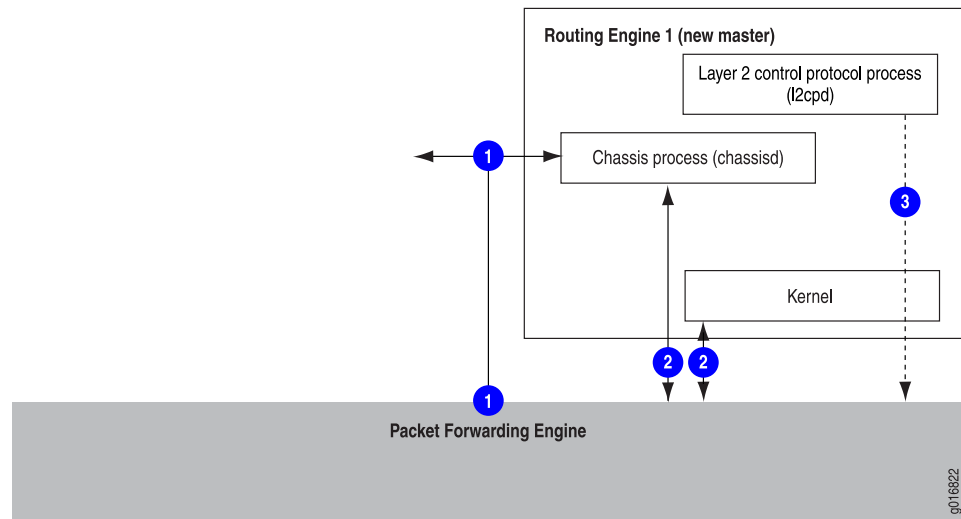 Routing Engine 1 (new master)
Layer 2 control protocol process
(l2cpd)
1
Chassis process (chassisd)
3
Kernel
2
2
1
Packet Forwarding Engine
g016822